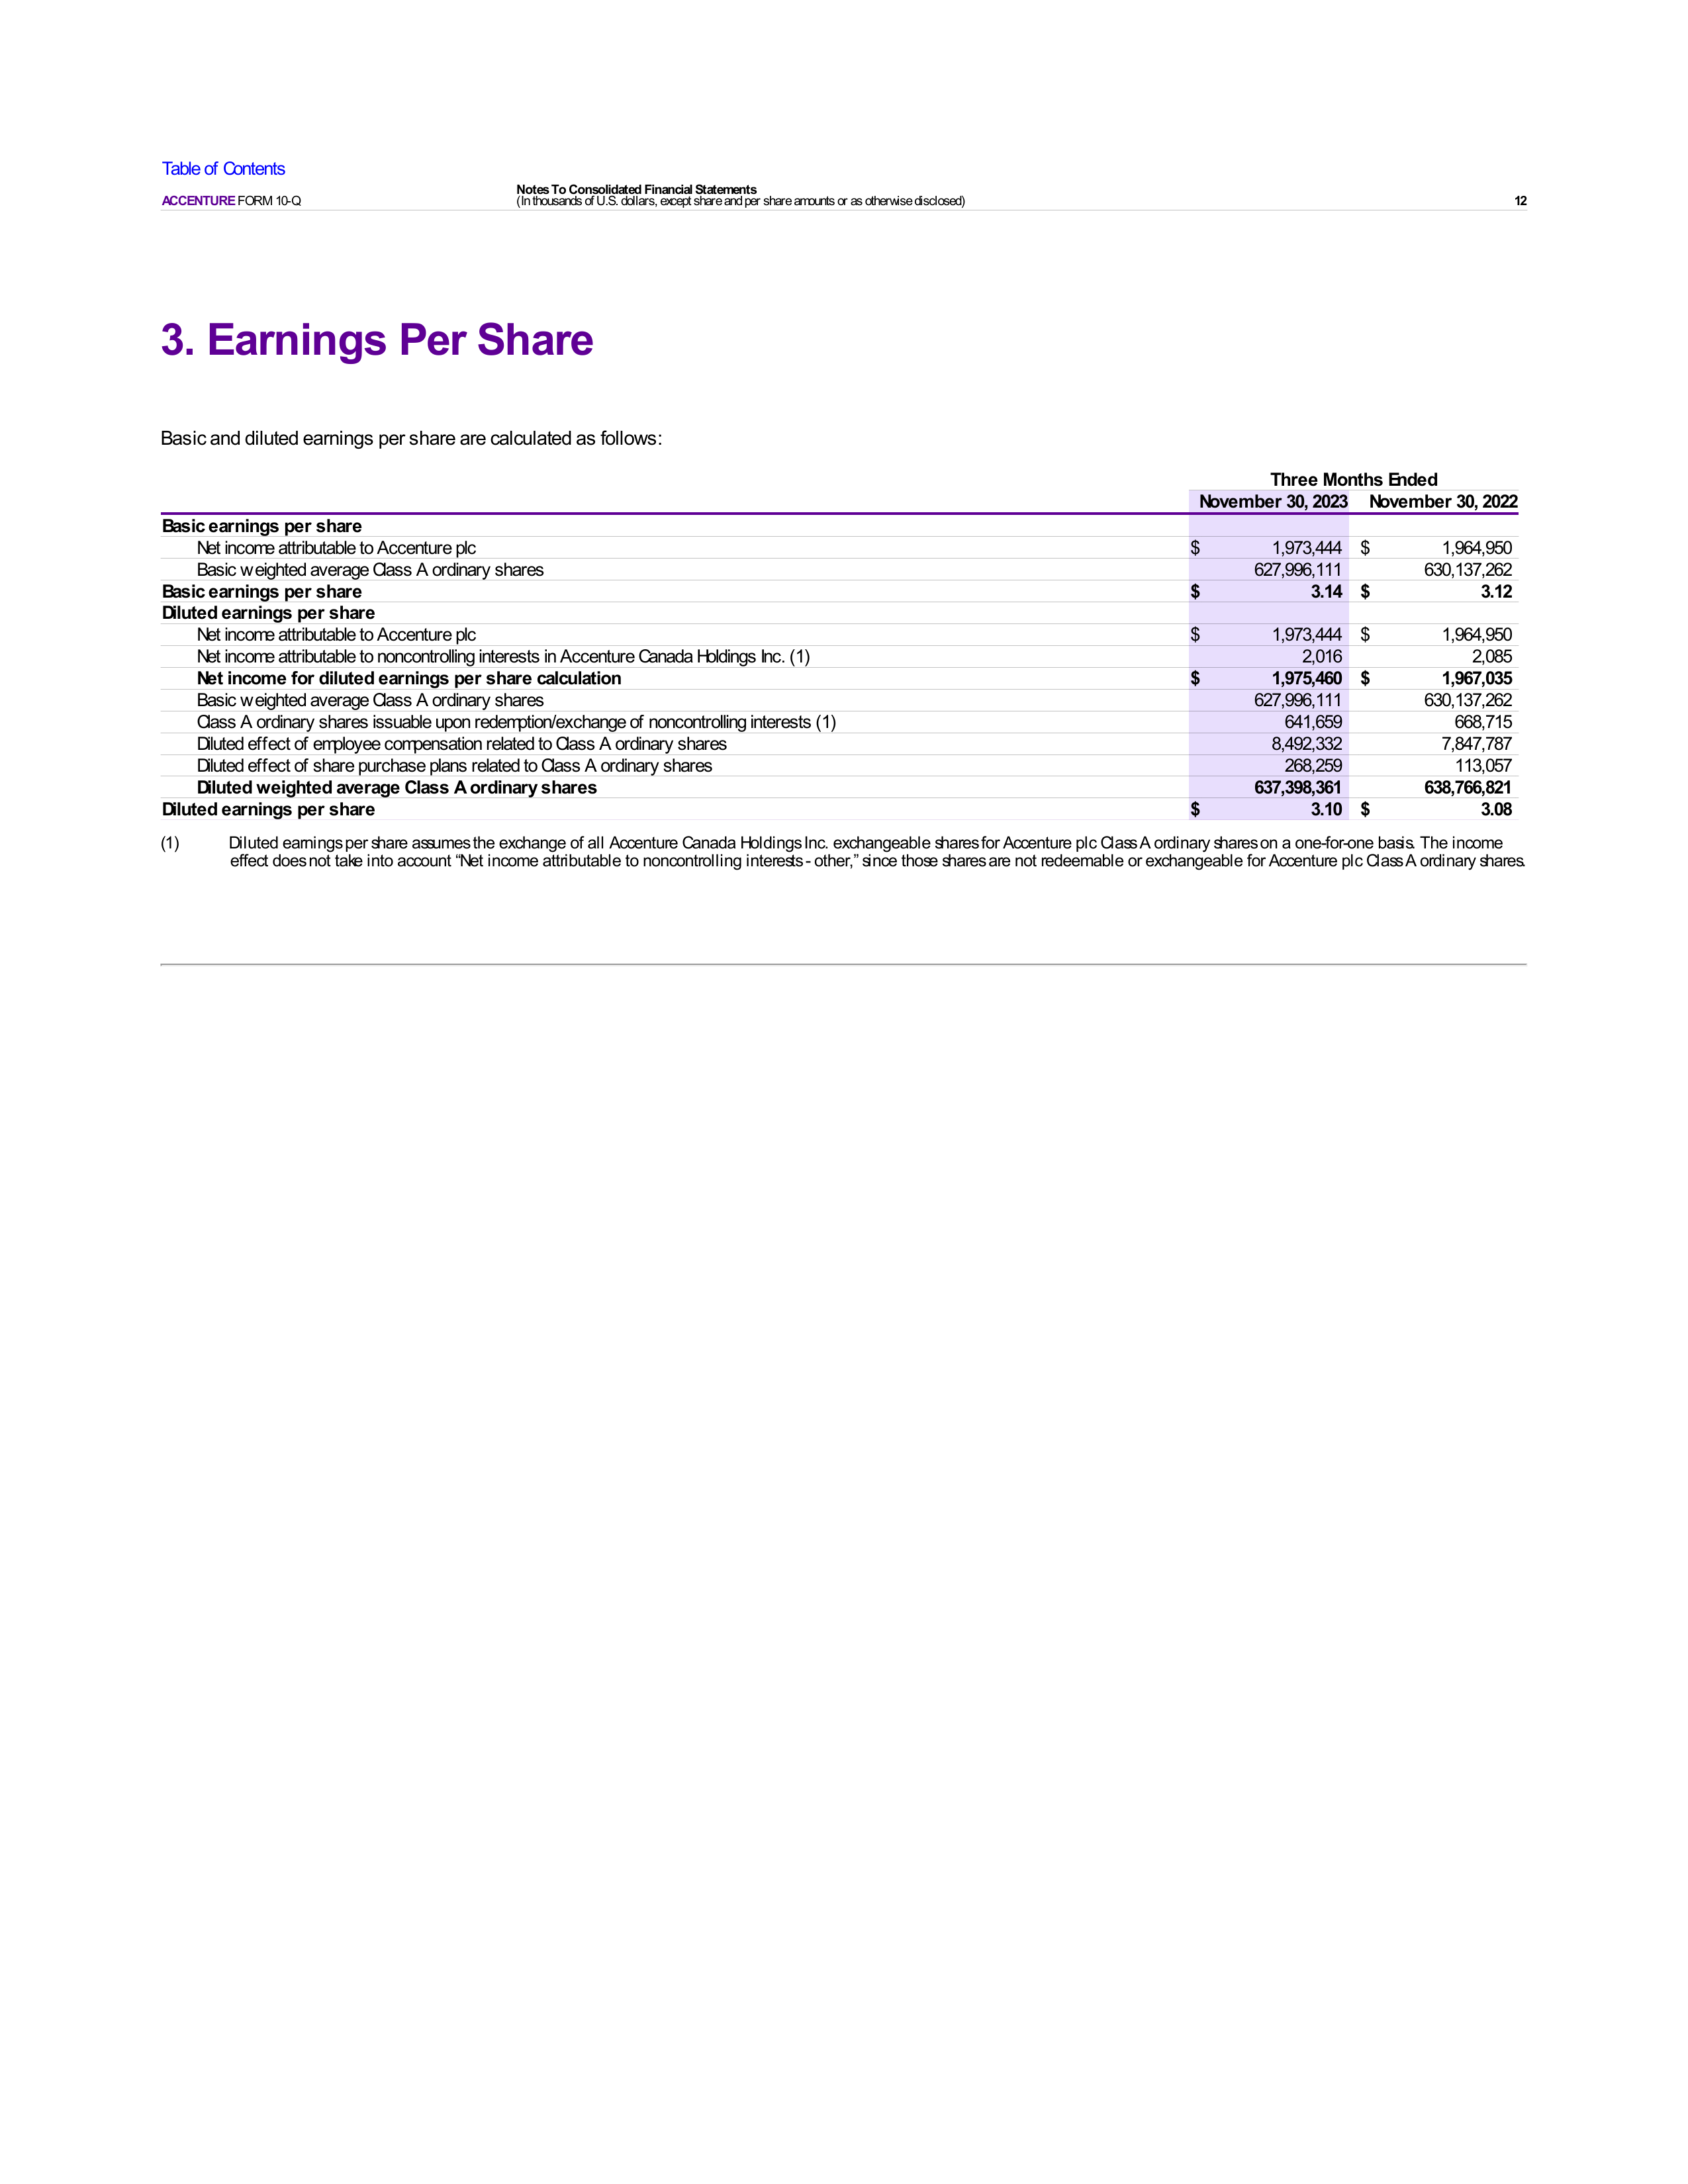 Table of Contents
Notes To Consolidated Financial Statements
ACCENTURE FORM 10-Q (In thousands of U.S. dollars, except share and per share amounts or as otherwise disclosed) 12
3. Earnings Per Share
Basic and diluted earnings per share are calculated as follows:
Three Months Ended
November 30, 2023 November 30, 2022
Basic earnings per share
Net income attributable to Accenture plc $ 1,973,444 $ 1,964,950
Basic weighted average Class A ordinary shares 627,996,111 630,137,262
Basic earnings per share $ 3.14 $ 3.12
Diluted earnings per share
Net income attributable to Accenture plc $ 1,973,444 $ 1,964,950
Net income attributable to noncontrolling interests in Accenture Canada Holdings Inc. (1) 2,016 2,085
Net income for diluted earnings per share calculation $ 1,975,460 $ 1,967,035
Basic weighted average Class A ordinary shares 627,996,111 630,137,262
Class A ordinary shares issuable upon redemption/exchange of noncontrolling interests (1) 641,659 668,715
Diluted effect of employee compensation related to Class A ordinary shares 8,492,332 7,847,787
Diluted effect of share purchase plans related to Class A ordinary shares 268,259 113,057
Diluted weighted average Class A ordinary shares 637,398,361 638,766,821
Diluted earnings per share $ 3.10 $ 3.08
(1) Diluted earnings per share assumes the exchange of all Accenture Canada Holdings Inc. exchangeable shares for Accenture plc Class A ordinary shares on a one-for-one basis. The income
effect does not take into account “Net income attributable to noncontrolling interests - other,” since those shares are not redeemable or exchangeable for Accenture plc Class A ordinary shares.